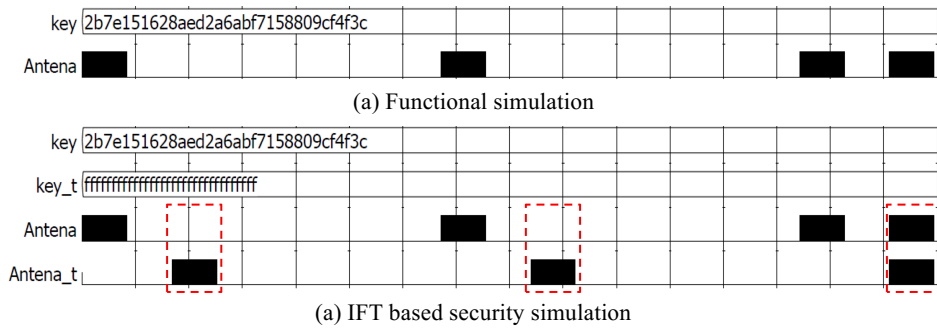 key 2b7e151628aed2a6abf7158809cf4f3c
Antena
(a) Functional simulation
key 2b7e151628aed2a6abf7158809cf4f3c
key_t ffffffffffffffffffffffffffffffff
Antena
Antena_t
(a) IFT based security simulation